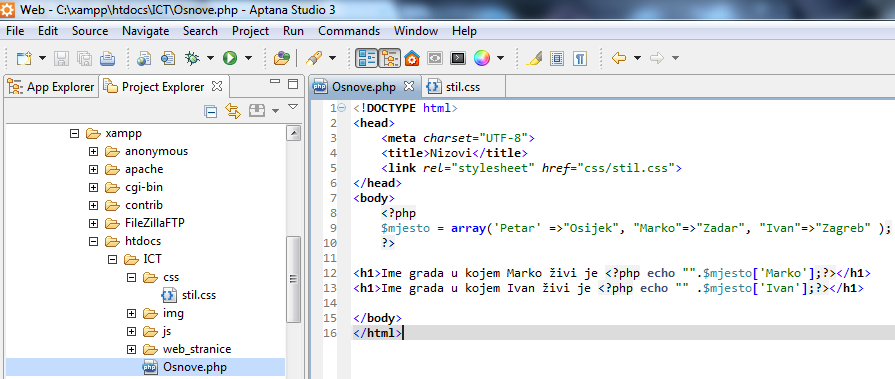 Web - C:\xampp\htdocs\ICT\Osnove.php - Aptana Studio 3
File Edit Source Navigate Search Project Run Commands Window Help
App Explorer Project Explorer
Osnove.php stil.css
xampp
anonymous
apache
cgi-bin
contrib
FileZillaFTP
htdocs
ICT
css
stil.css
img
js
web_stranice
Osnove.php
1 <!DOCTYPE html>
2 <head>
3 <meta charset="UTF-8">
4 <title>Nizovi</title>
5 <link rel="stylesheet" href="css/stil.css">
6 </head>
7 <body>
8 <?php
9 $mjesto = array('Petar' =>"Osijek", "Marko"=>"Zadar", "Ivan"=>"Zagreb" );
10 ?>
11
12 <h1>Ime grada u kojem Marko živi je <?php echo "".$mjesto['Marko'];?></h1>
13 <h1>Ime grada u kojem Ivan živi je <?php echo "" .$mjesto['Ivan'];?></h1>
14
15 </body>
16 </html>